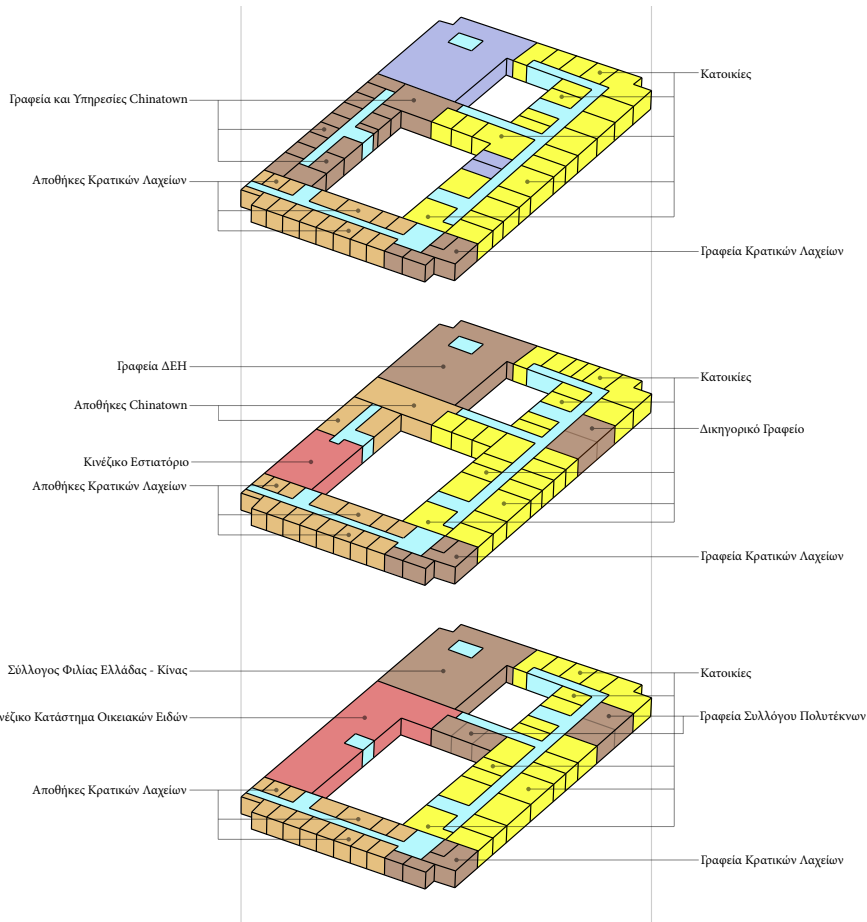 Κατοικίες
Γραφεία και Υπηρεσίες Chinatown
Αποθήκες Κρατικών Λαχείων
Γραφεία Κρατικών Λαχείων
Γραφεία ΔΕΗ
Κατοικίες
Αποθήκες Chinatown
Δικηγορικό Γραφείο
Κινέζικο Εστιατόριο
Αποθήκες Κρατικών Λαχείων
Γραφεία Κρατικών Λαχείων
Σύλλογος Φιλίας Ελλάδας - Κίνας
Κατοικίες
νέζικο Κατάστημα Οικειακών Ειδών
Γραφεία Συλλόγου Πολυτέκνων
Αποθήκες Κρατικών Λαχείων
Γραφεία Κρατικών Λαχείων